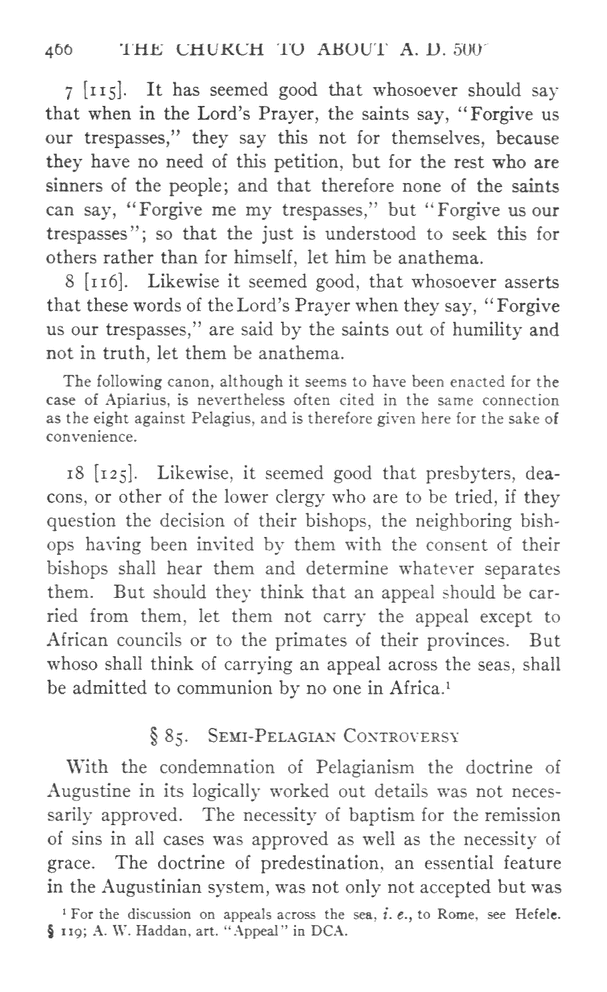 466 THE CHURCH TO ABOUT A. D. 500
7 [115]. It has seemed good that whosoever should say
that when in the Lord's Prayer, the saints say, "Forgive us
our trespasses," they say this not for themselves, because
they have no need of this petition, but for the rest who are
sinners of the people; and that therefore none of the saints
can say, "Forgive me my trespasses," but "Forgive us our
trespasses"; so that the just is understood to seek this for
others rather than for himself, let him be anathema.
8 [116]. Likewise it seemed good, that whosoever asserts
that these words of the Lord's Prayer when they say, "Forgive
us our trespasses," are said by the saints out of humility and
not in truth, let them be anathema.
The following canon, although it seems to have been enacted for the
case of Apiarius, is nevertheless often cited in the same connection
as the eight against Pelagius, and is therefore given here for the sake of
convenience.
18 [125]. Likewise, it seemed good that presbyters, dea-
cons, or other of the lower clergy who are to be tried, if they
question the decision of their bishops, the neighboring bish-
ops having been invited by them with the consent of their
bishops shall hear them and determine whatever separates
them. But should they think that an appeal should be car-
ried from them, let them not carry the appeal except to
African councils or to the primates of their provinces. But
whoso shall think of carrying an appeal across the seas, shall
be admitted to communion by no one in Africa.¹
§ 85. SEMI-PELAGIAN CONTROVERSY
With the condemnation of Pelagianism the doctrine of
Augustine in its logically worked out details was not neces-
sarily approved. The necessity of baptism for the remission
of sins in all cases was approved as well as the necessity of
grace. The doctrine of predestination, an essential feature
in the Augustinian system, was not only not accepted but was
¹ For the discussion on appeals across the sea, i. e., to Rome, see Hefele.
§ 119; A. W. Haddan, art. "Appeal" in DCA.